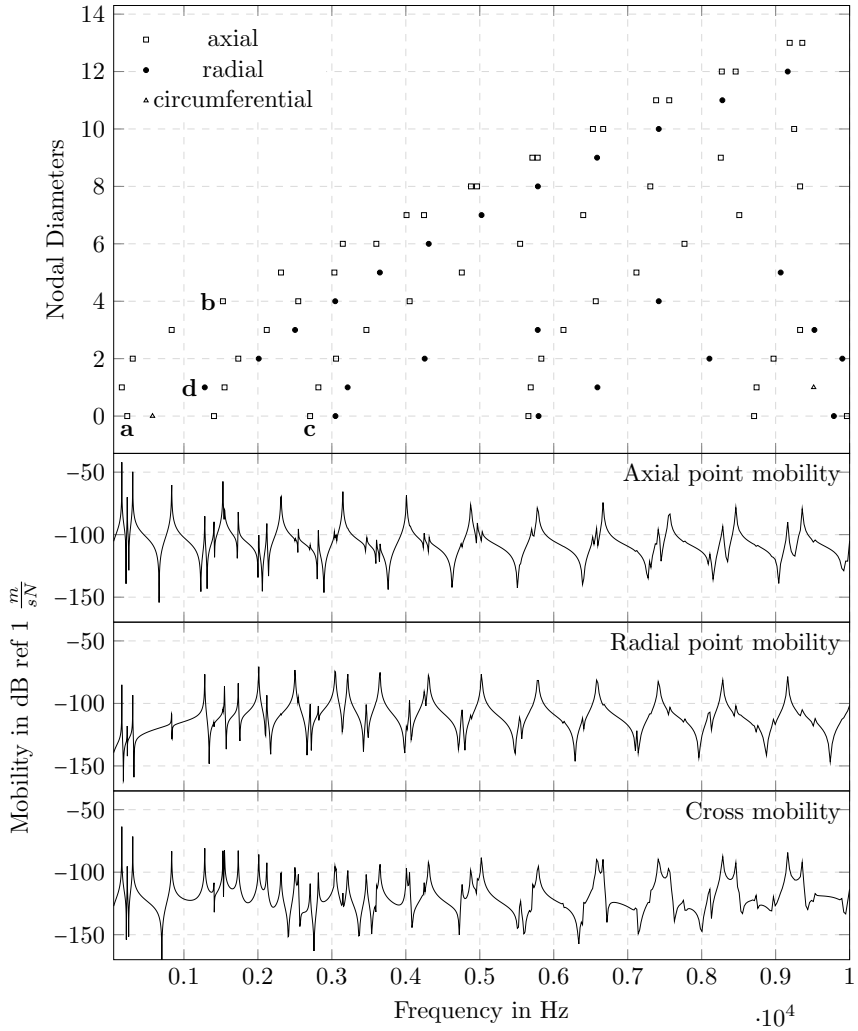 14
12
10
8
6
4
2
0
Nodal Diameters
axial
radial
circumferential
b
d
a
c
−50
−100
−150
Axial point mobility
−50
−100
−150
Radial point mobility
−50
−100
−150
Cross mobility
Mobility in dB ref 1 m/sN
0.1 0.2 0.3 0.4 0.5 0.6 0.7 0.8 0.9 1
Frequency in Hz
·10⁴